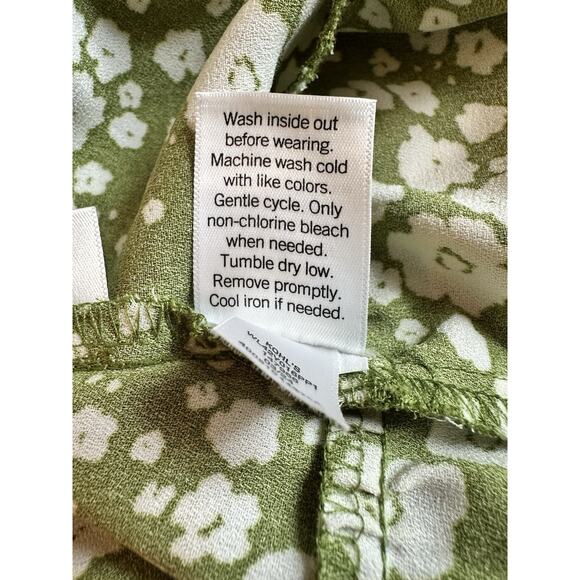 Wash inside out
before wearing.
Machine wash cold
with like colors.
Gentle cycle. Only
non-chlorine bleach
when needed.
Tumble dry low.
Remove promptly.
Cool iron if needed.
KOHL'S